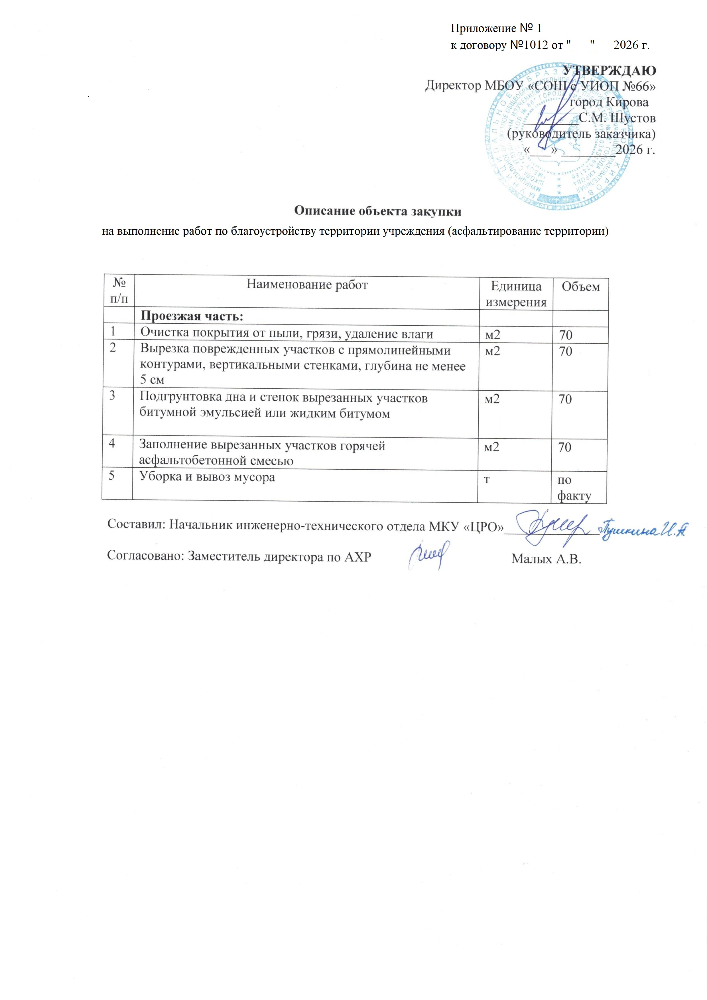 Приложение № 1
к договору №1012 от "___"___2026 г.
УТВЕРЖДАЮ
Директор МБОУ «СОШ с УИОП №66»
город Кирова
________С.М. Шустов
(руководитель заказчика)
«___» ________2026 г.
Описание объекта закупки
на выполнение работ по благоустройству территории учреждения (асфальтирование территории)
№ п/п Наименование работ Единица измерения Объем
Проезжая часть:
1 Очистка покрытия от пыли, грязи, удаление влаги м2 70
2 Вырезка поврежденных участков с прямолинейными м2 70
контурами, вертикальными стенками, глубина не менее
5 см
3 Подгрунтовка дна и стенок вырезанных участков м2 70
битумной эмульсией или жидким битумом
4 Заполнение вырезанных участков горячей м2 70
асфальтобетонной смесью
5 Уборка и вывоз мусора т по
факту
Составил: Начальник инженерно-технического отдела МКУ «ЦРО»______________Пушкина И.А.
Согласовано: Заместитель директора по АХР Малых А.В.